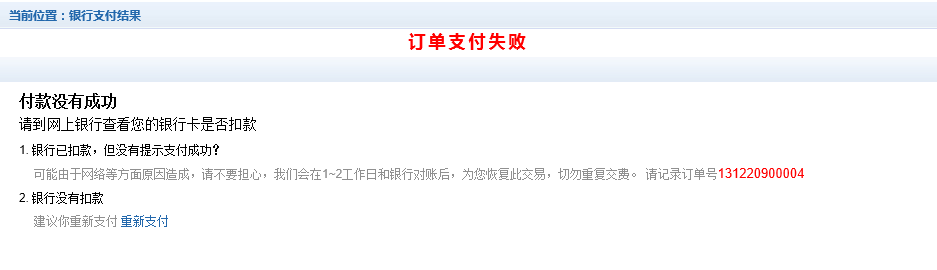 当前位置：银行支付结果
订单支付失败
付款没有成功
请到网上银行查看您的银行卡是否扣款
1. 银行已扣款，但没有提示支付成功？
可能由于网络等方面原因造成，请不要担心，我们会在1~2工作日和银行对账后，为您恢复此交易，切勿重复交费。 请记录订单号131220900004
2. 银行没有扣款
建议你重新支付 重新支付